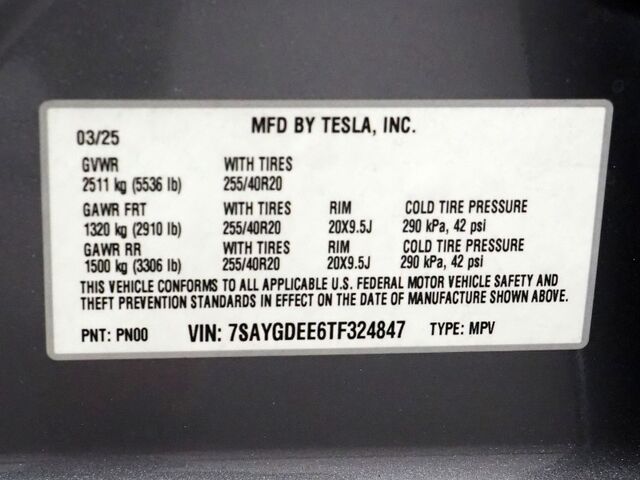 MFD BY TESLA, INC.
03/25
GVWR WITH TIRES
2511 kg (5536 lb) 255/40R20
GAWR FRT WITH TIRES RIM COLD TIRE PRESSURE
1320 kg (2910 lb) 255/40R20 20X9.5J 290 kPa, 42 psi
GAWR RR WITH TIRES RIM COLD TIRE PRESSURE
1500 kg (3306 lb) 255/40R20 20X9.5J 290 kPa, 42 psi
THIS VEHICLE CONFORMS TO ALL APPLICABLE U.S. FEDERAL MOTOR VEHICLE SAFETY AND
THEFT PREVENTION STANDARDS IN EFFECT ON THE DATE OF MANUFACTURE SHOWN ABOVE.
PNT: PN00 VIN: 7SAYGDEE6TF324847 TYPE: MPV